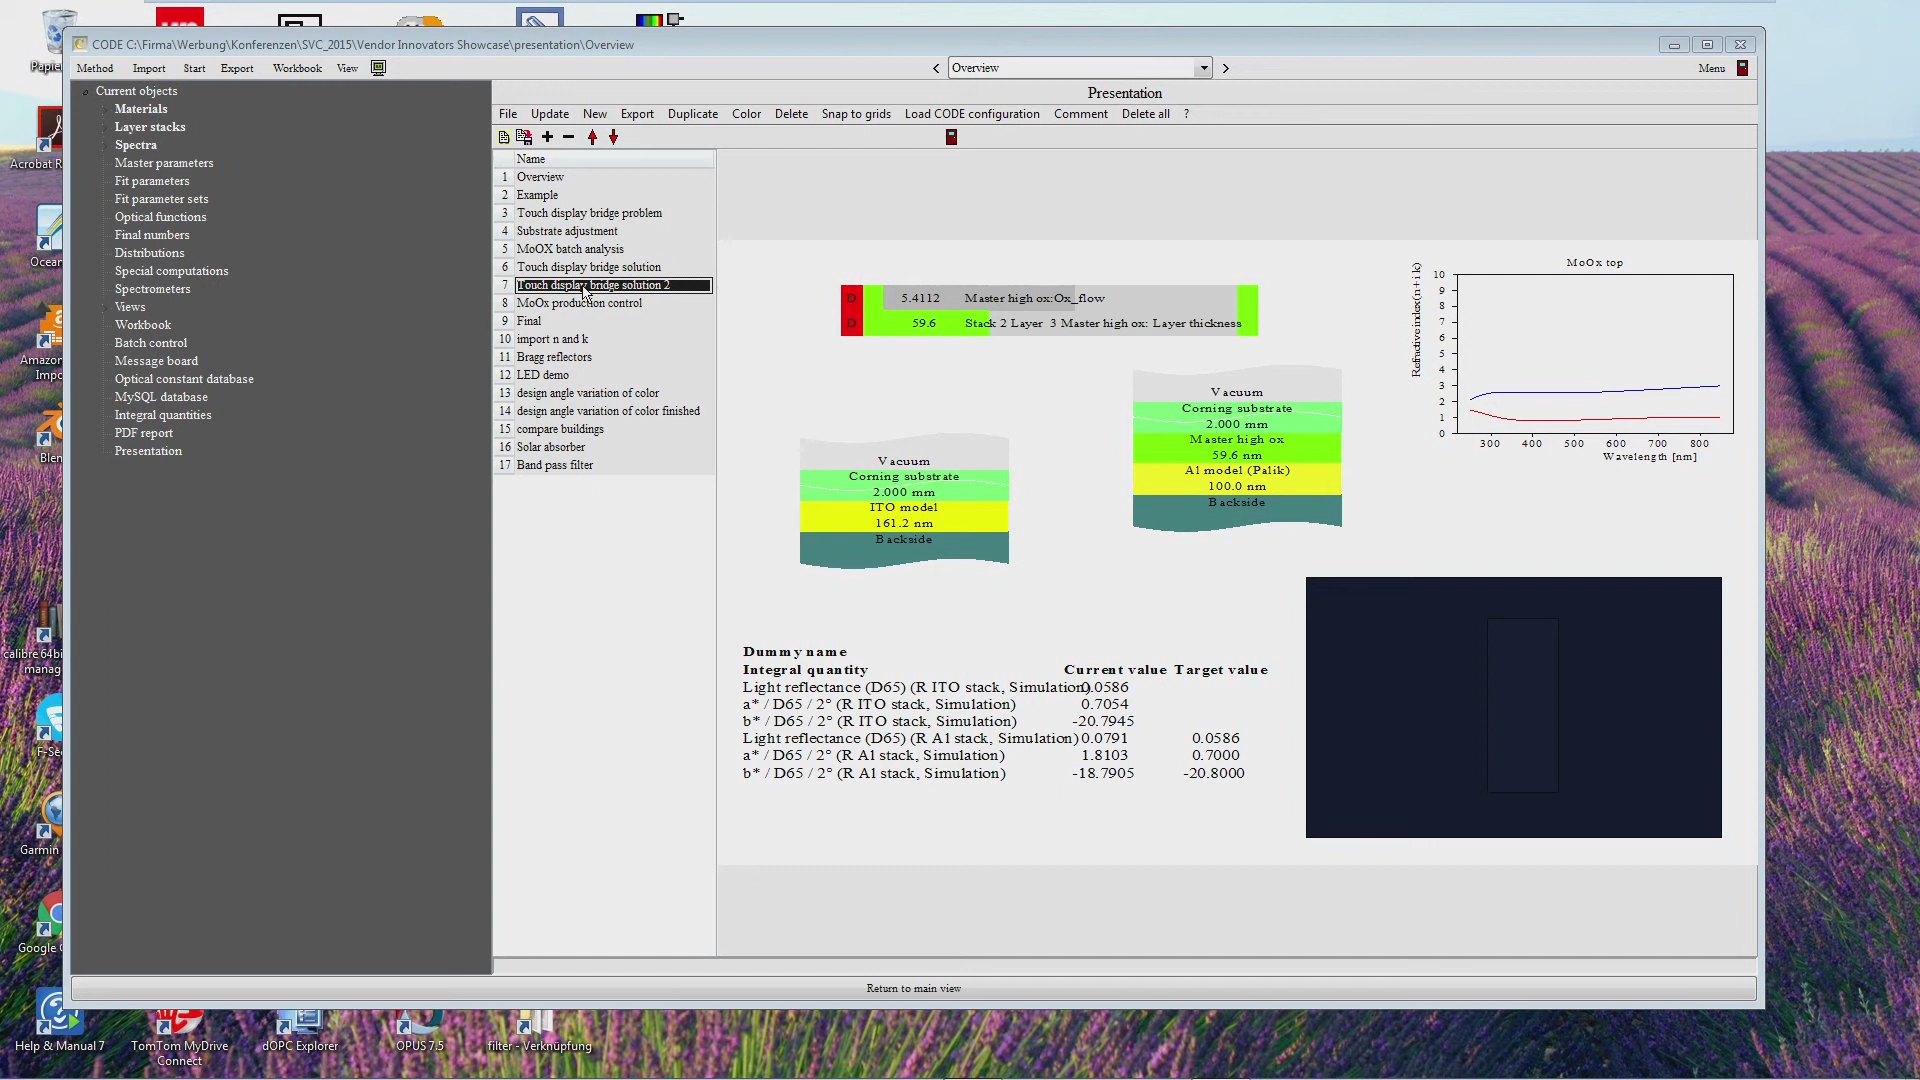 CODE C:\Firma\Werbung\Konferenzen\SVC_2015\Vendor Innovators Showcase\presentation\Overview
Method Import Start Export Workbook View
Overview
Menu
Current objects
Materials
Layer stacks
Spectra
Master parameters
Fit parameters
Fit parameter sets
Optical functions
Final numbers
Distributions
Special computations
Spectrometers
Views
Workbook
Batch control
Message board
Optical constant database
MySQL database
Integral quantities
PDF report
Presentation
Presentation
File Update New Export Duplicate Color Delete Snap to grids Load CODE configuration Comment Delete all ?
Name
1 Overview
2 Example
3 Touch display bridge problem
4 Substrate adjustment
5 MoOX batch analysis
6 Touch display bridge solution
7 Touch display bridge solution 2
8 MoOx production control
9 Final
10 import n and k
11 Bragg reflectors
12 LED demo
13 design angle variation of color
14 design angle variation of color finished
15 compare buildings
16 Solar absorber
17 Band pass filter
D 5.4112 Master high ox:Ox_flow
D 59.6 Stack 2 Layer 3 Master high ox: Layer thickness
Vacuum
Corning substrate
2.000 mm
ITO model
161.2 nm
Backside
Vacuum
Corning substrate
2.000 mm
Master high ox
59.6 nm
Al model (Palik)
100.0 nm
Backside
MoOx top
Refractive index (n + i k)
10
9
8
7
6
5
4
3
2
1
0
300 400 500 600 700 800
Wavelength [nm]
Dummy name
Integral quantity Current value Target value
Light reflectance (D65) (R ITO stack, Simulation) 0.0586
a* / D65 / 2° (R ITO stack, Simulation) 0.7054
b* / D65 / 2° (R ITO stack, Simulation) -20.7945
Light reflectance (D65) (R Al stack, Simulation) 0.0791 0.0586
a* / D65 / 2° (R Al stack, Simulation) 1.8103 0.7000
b* / D65 / 2° (R Al stack, Simulation) -18.7905 -20.8000
Return to main view
Papie
Acrobat R
Ocean
Amazon
Impo
Blen
calibre 64bi
manag
F-Se
Garmin
Google C
Help & Manual 7
TomTom MyDrive
Connect
dOPC Explorer
OPUS 7.5
filter - Verknüpfung